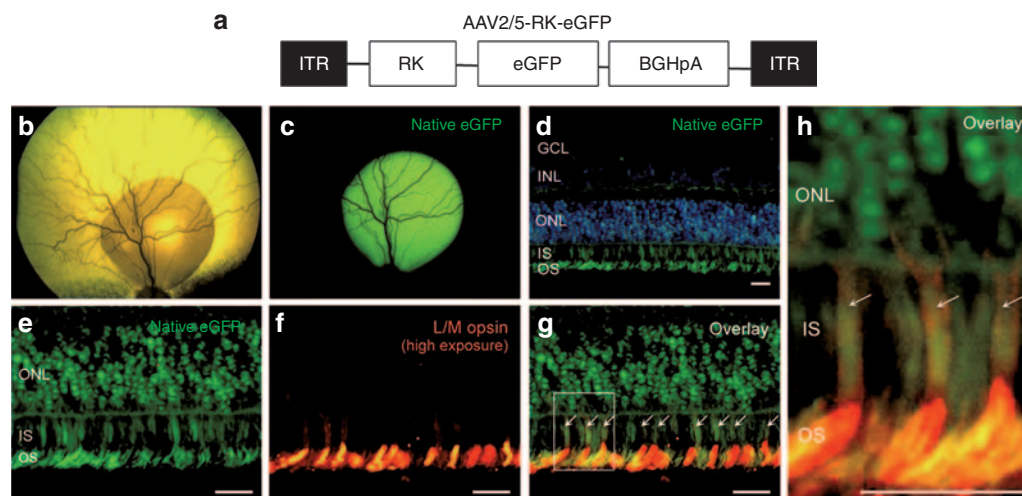 a
AAV2/5-RK-eGFP
ITR RK eGFP BGHpA ITR
b
c
Native eGFP
d
Native eGFP
GCL
INL
ONL
IS
OS
h
Overlay
ONL
IS
OS
e
Native eGFP
ONL
IS
OS
f
L/M opsin
(high exposure)
g
Overlay